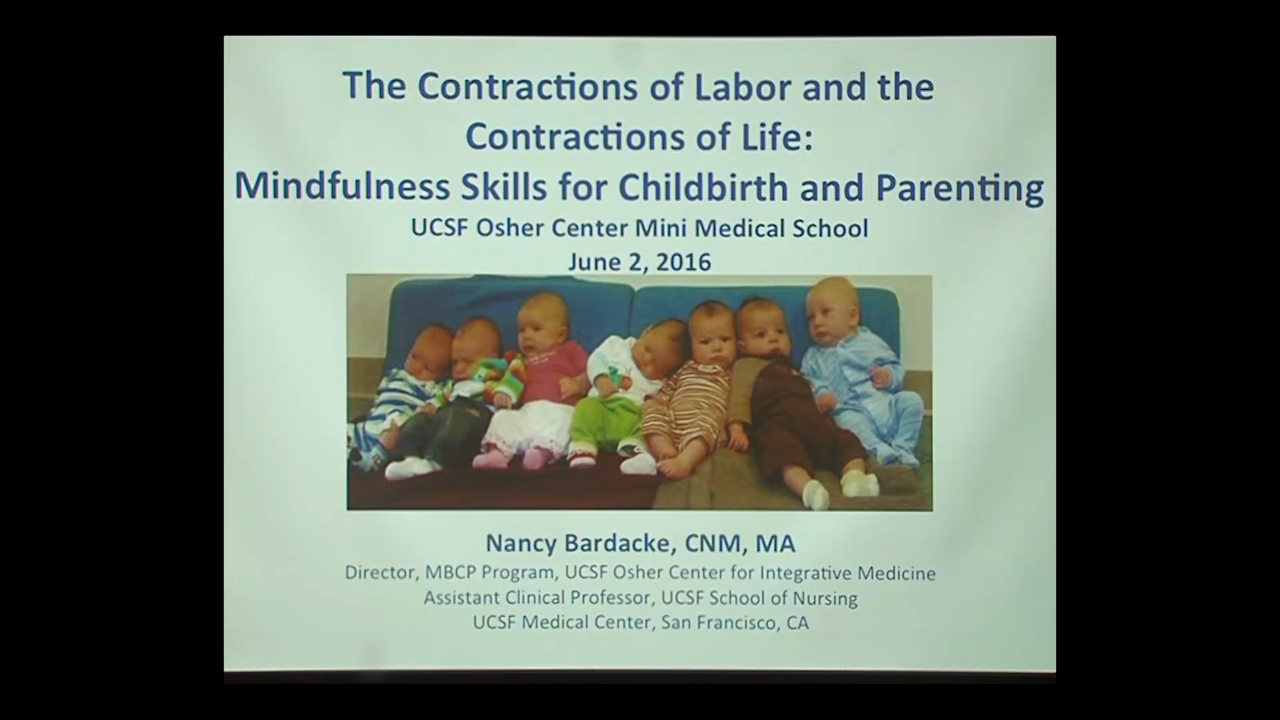 The Contractions of Labor and the
Contractions of Life:
Mindfulness Skills for Childbirth and Parenting
UCSF Osher Center Mini Medical School
June 2, 2016
Nancy Bardacke, CNM, MA
Director, MBCP Program, UCSF Osher Center for Integrative Medicine
Assistant Clinical Professor, UCSF School of Nursing
UCSF Medical Center, San Francisco, CA